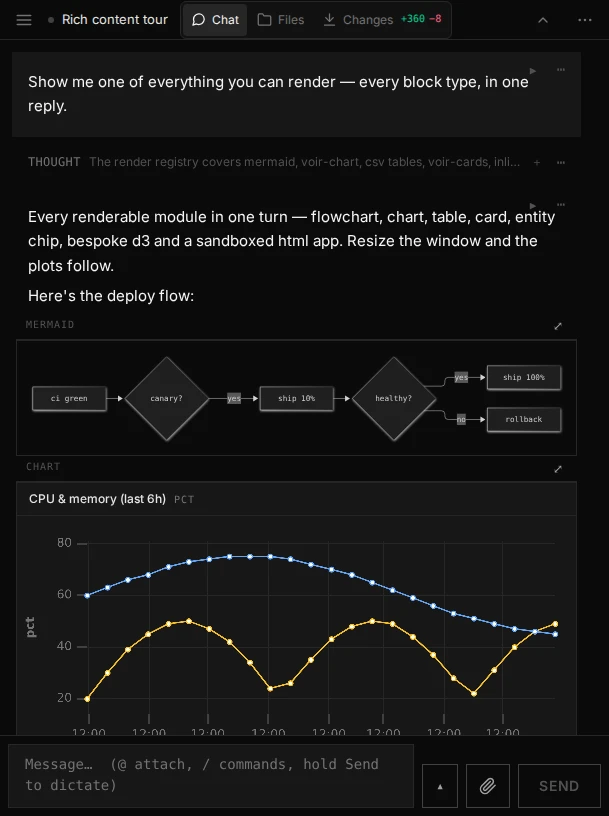 Rich content tour
Chat
Files
Changes +360 −8
Show me one of everything you can render — every block type, in one
reply.
THOUGHT The render registry covers mermaid, voir-chart, csv tables, voir-cards, inli…
Every renderable module in one turn — flowchart, chart, table, card, entity
chip, bespoke d3 and a sandboxed html app. Resize the window and the
plots follow.
Here's the deploy flow:
MERMAID
ci green
canary?
yes
ship 10%
healthy?
yes
ship 100%
no
rollback
CHART
CPU & memory (last 6h) PCT
80
60
40
20
pct
12:00 12:00 12:00 12:00 12:00 12:00 12:00 12:00
Message… (@ attach, / commands, hold Send
to dictate)
SEND